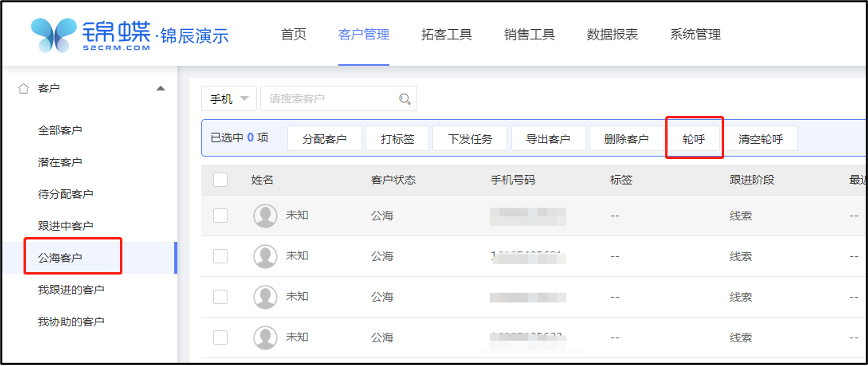 锦蝶 ·锦辰演示
52CRM.COM
首页 客户管理 拓客工具 销售工具 数据报表 系统管理
客户
全部客户
潜在客户
待分配客户
跟进中客户
公海客户
我跟进的客户
我协助的客户
手机 请搜索客户
已选中 0 项 分配客户 打标签 下发任务 导出客户 删除客户 轮呼 清空轮呼
姓名 客户状态 手机号码 标签 跟进阶段 最近
未知 公海 -- 线索 --
未知 公海 -- 线索 --
未知 公海 -- 线索 --
未知 公海 -- 线索 --